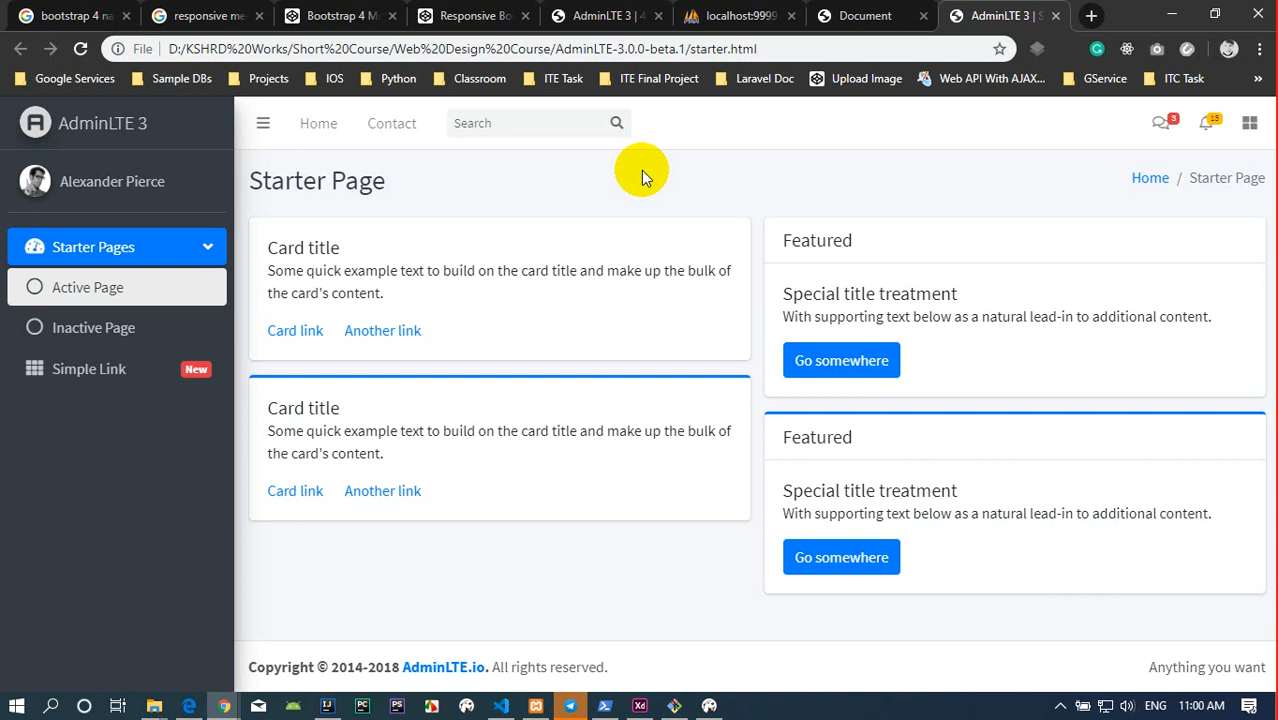 bootstrap 4 na
responsive me
Bootstrap 4 M
Responsive Bo
AdminLTE 3 | 4
localhost:9999
Document
AdminLTE 3 | S
File
D:/KSHRD%20Works/Short%20Course/Web%20Design%20Course/AdminLTE-3.0.0-beta.1/starter.html
Google Services
Sample DBs
Projects
IOS
Python
Classroom
ITE Task
ITE Final Project
Laravel Doc
Upload Image
Web API With AJAX...
GService
ITC Task
»
AdminLTE 3
Home
Contact
Search
3
15
Alexander Pierce
Starter Page
Home / Starter Page
Starter Pages
Active Page
Inactive Page
Simple Link
New
Card title
Some quick example text to build on the card title and make up the bulk of
the card's content.
Card link
Another link
Card title
Some quick example text to build on the card title and make up the bulk of
the card's content.
Card link
Another link
Featured
Special title treatment
With supporting text below as a natural lead-in to additional content.
Go somewhere
Featured
Special title treatment
With supporting text below as a natural lead-in to additional content.
Go somewhere
Copyright © 2014-2018 AdminLTE.io. All rights reserved.
Anything you want
ENG
11:00 AM